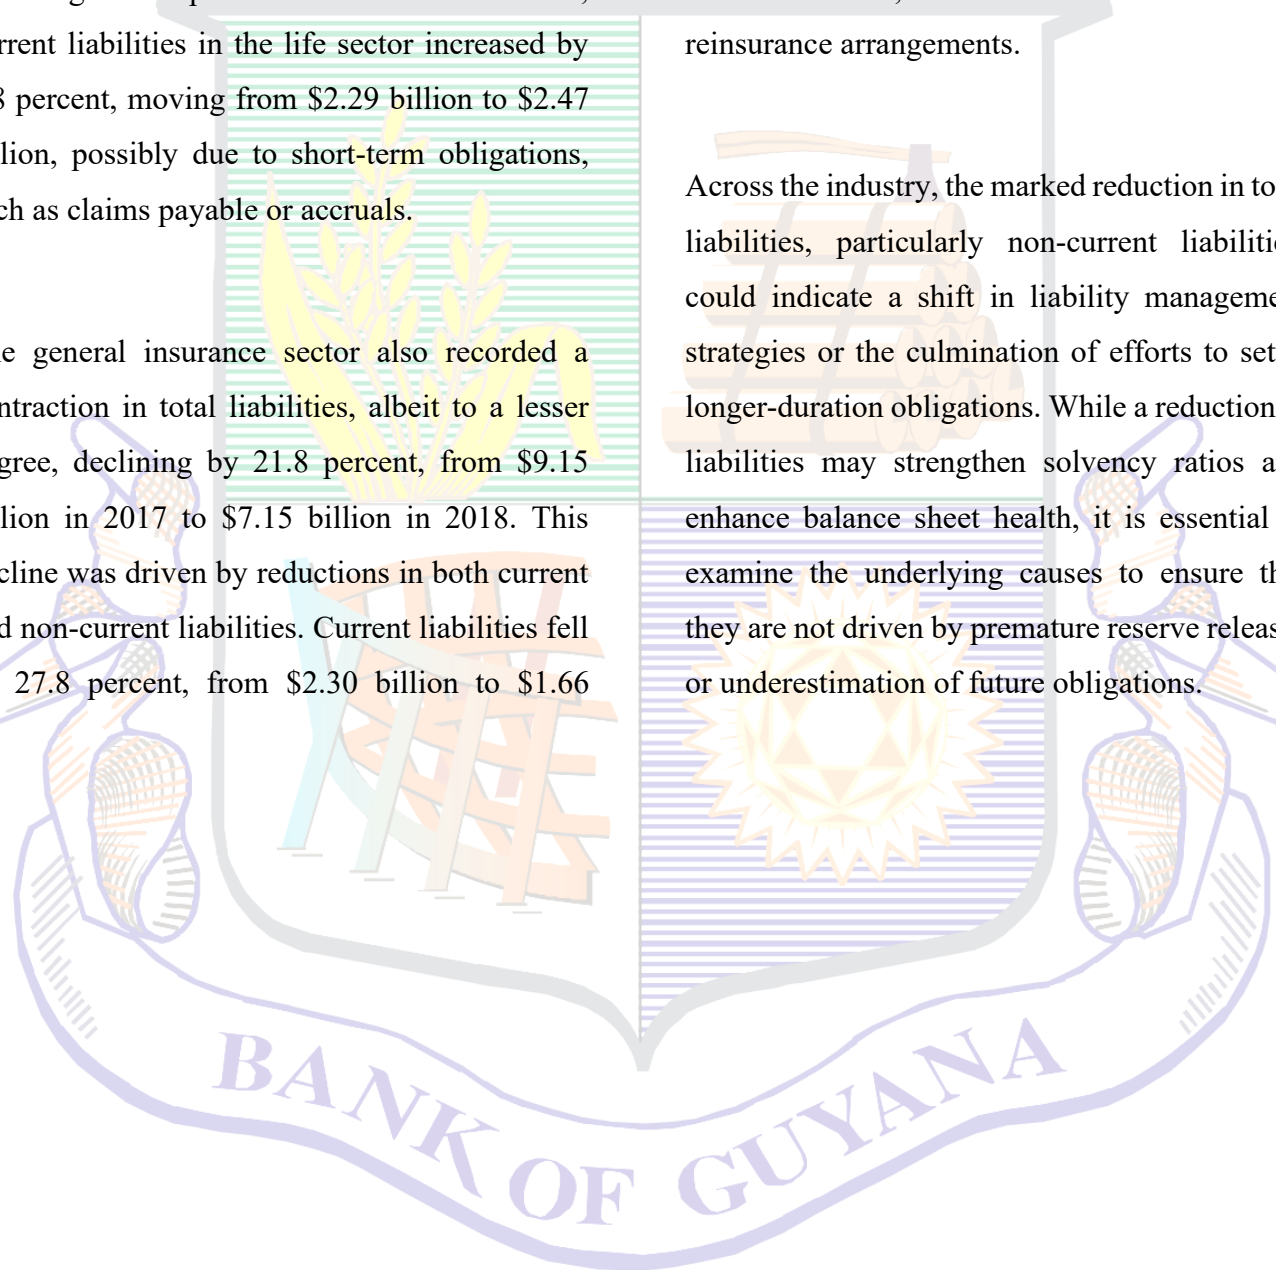 rrent liabilities in the life sector increased by
8 percent, moving from $2.29 billion to $2.47
lion, possibly due to short-term obligations,
ch as claims payable or accruals.
e general insurance sector also recorded a
ntraction in total liabilities, albeit to a lesser
gree, declining by 21.8 percent, from $9.15
lion in 2017 to $7.15 billion in 2018. This
cline was driven by reductions in both current
d non-current liabilities. Current liabilities fell
27.8 percent, from $2.30 billion to $1.66
reinsurance arrangements.
Across the industry, the marked reduction in to
liabilities, particularly non-current liabiliti
could indicate a shift in liability manageme
strategies or the culmination of efforts to set
longer-duration obligations. While a reduction
liabilities may strengthen solvency ratios a
enhance balance sheet health, it is essential
examine the underlying causes to ensure th
they are not driven by premature reserve releas
or underestimation of future obligations.
BANK OF GUYANA